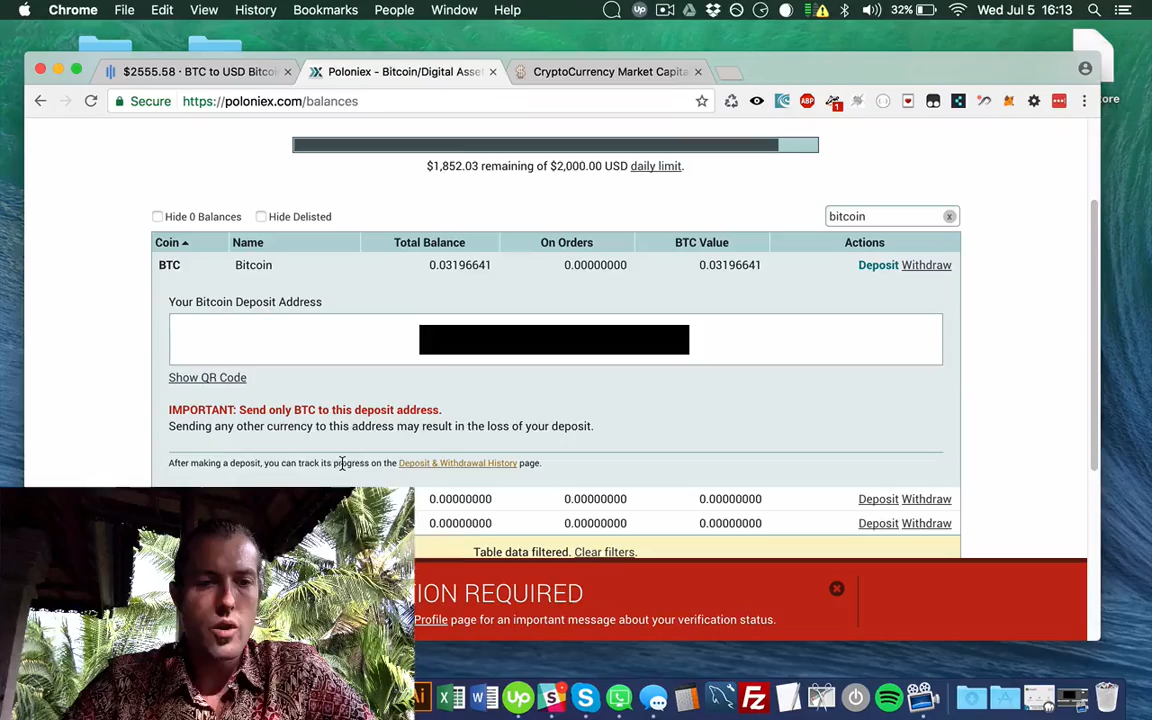 Chrome File Edit View History Bookmarks People Window Help 32% Wed Jul 5 16:13
$2555.58 · BTC to USD Bitcoi Poloniex - Bitcoin/Digital Asse CryptoCurrency Market Capita
Secure https://poloniex.com/balances ABP 1 ore
$1,852.03 remaining of $2,000.00 USD daily limit.
Hide 0 Balances Hide Delisted bitcoin x
Coin Name Total Balance On Orders BTC Value Actions
BTC Bitcoin 0.03196641 0.00000000 0.03196641 Deposit Withdraw
Your Bitcoin Deposit Address
Show QR Code
IMPORTANT: Send only BTC to this deposit address.
Sending any other currency to this address may result in the loss of your deposit.
After making a deposit, you can track its progress on the Deposit & Withdrawal History page.
0.00000000 0.00000000 0.00000000 Deposit Withdraw
0.00000000 0.00000000 0.00000000 Deposit Withdraw
Table data filtered. Clear filters.
TION REQUIRED
Profile page for an important message about your verification status.
Ai Up FZ